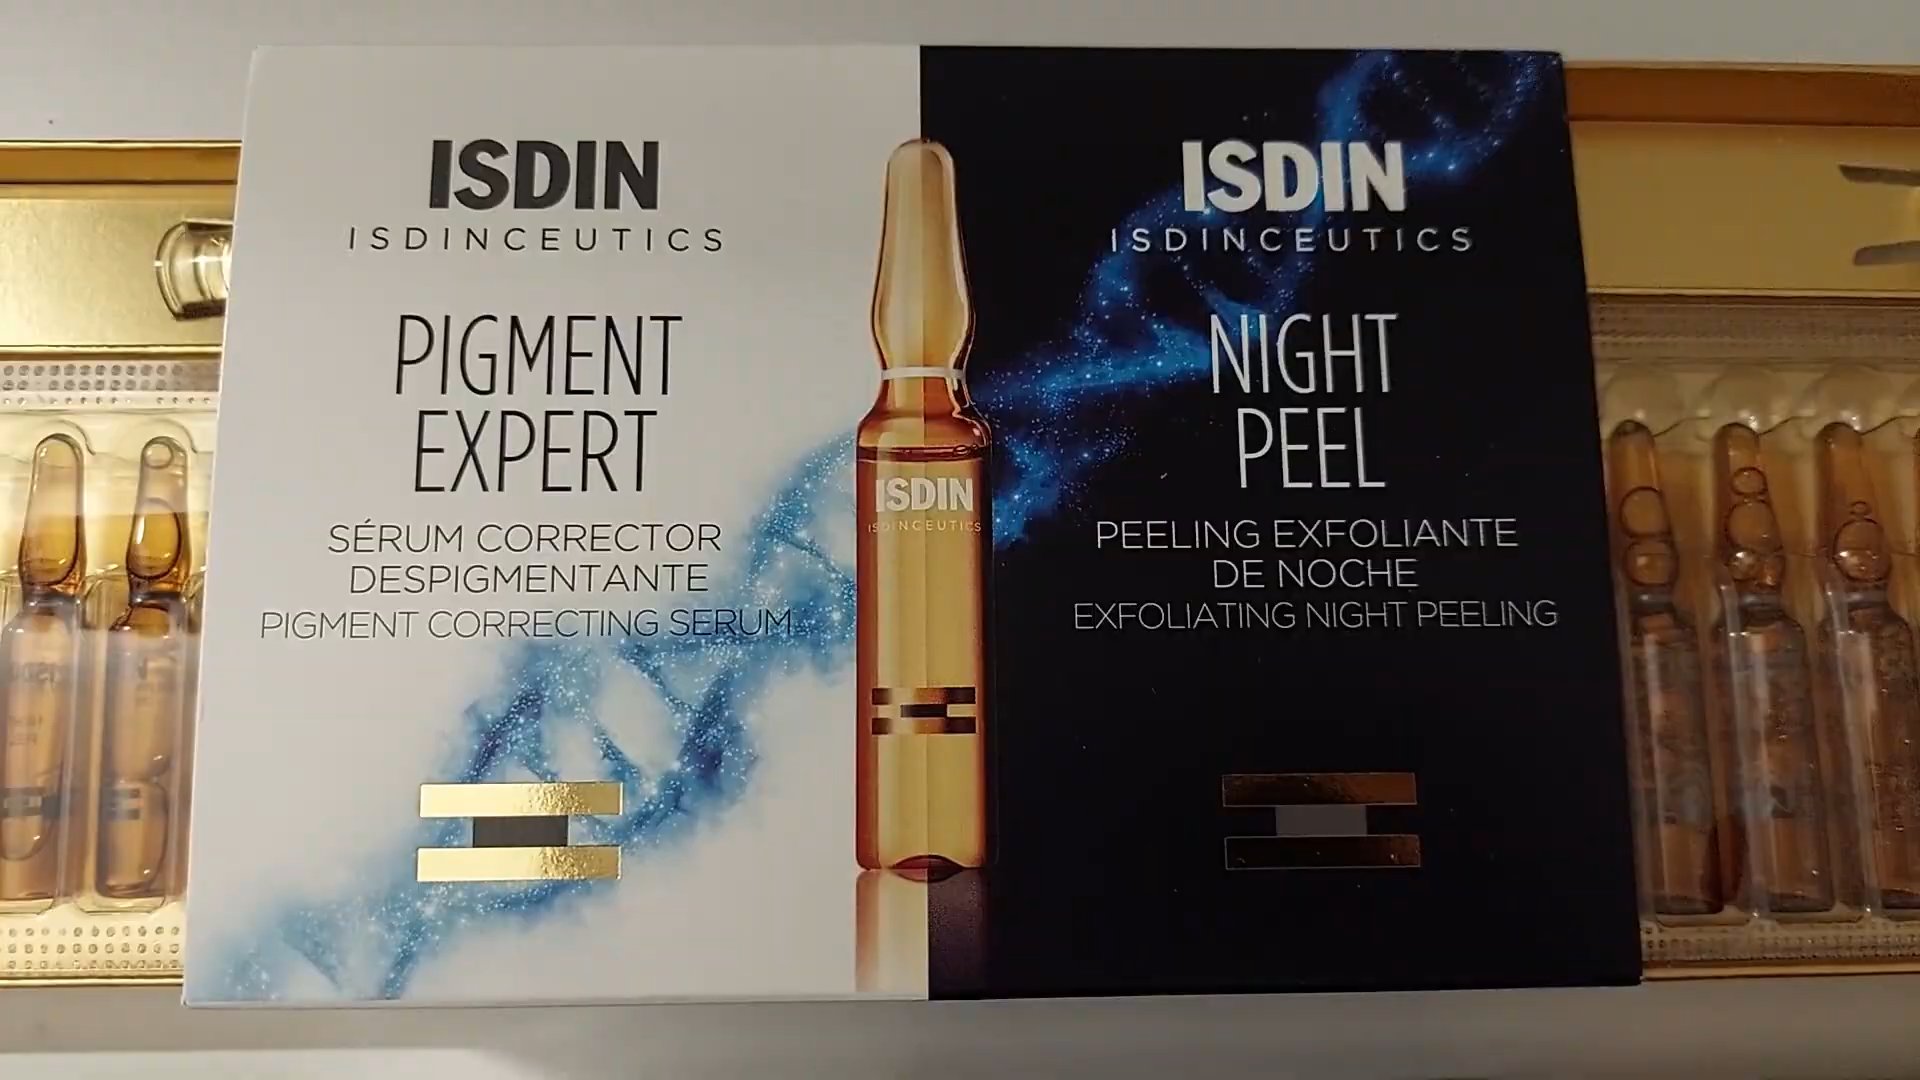 ISDIN
ISDINCEUTICS
PIGMENT
EXPERT
SÉRUM CORRECTOR
DESPIGMENTANTE
PIGMENT CORRECTING SERUM
ISDIN
ISDINCEUTICS
ISDIN
ISDINCEUTICS
NIGHT
PEEL
PEELING EXFOLIANTE
DE NOCHE
EXFOLIATING NIGHT PEELING